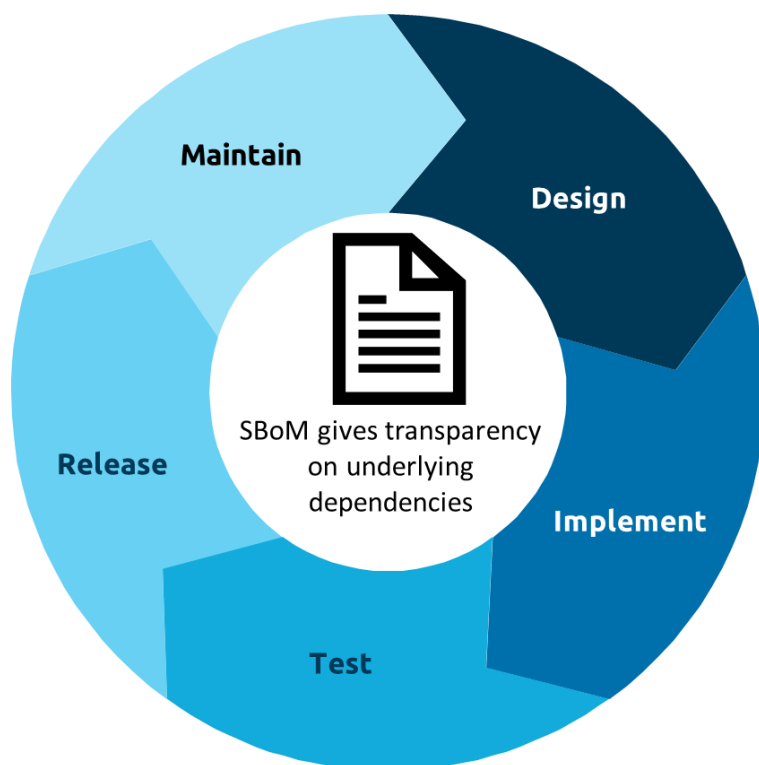 Maintain
Design
SBoM gives transparency
on underlying
dependencies
Release
Implement
Test